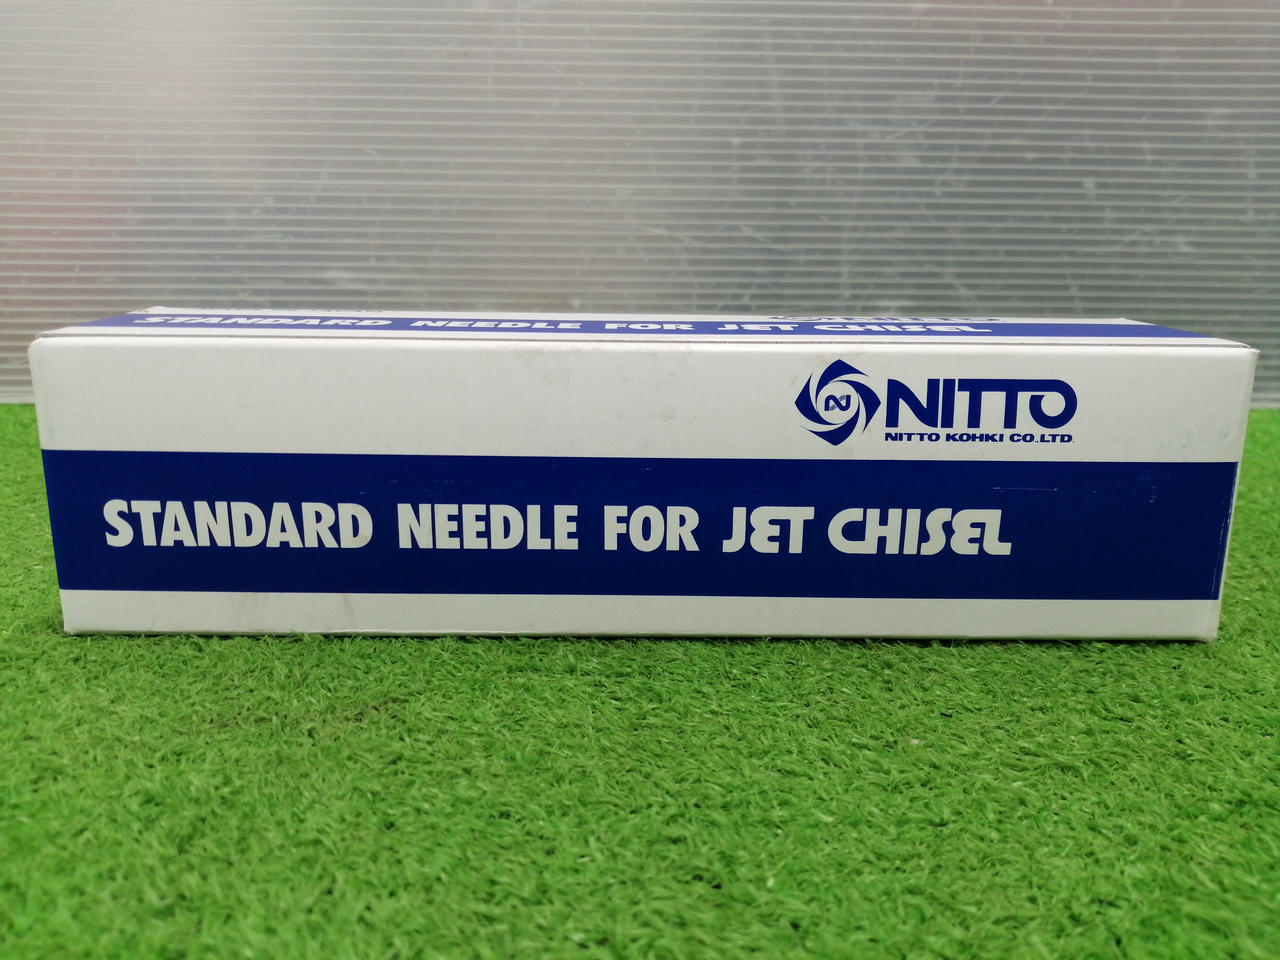 STANDARD NEEDLE FOR JET CHISEL
NITTO
NITTO KOHKI CO.,LTD.
STANDARD NEEDLE FOR JET CHISEL